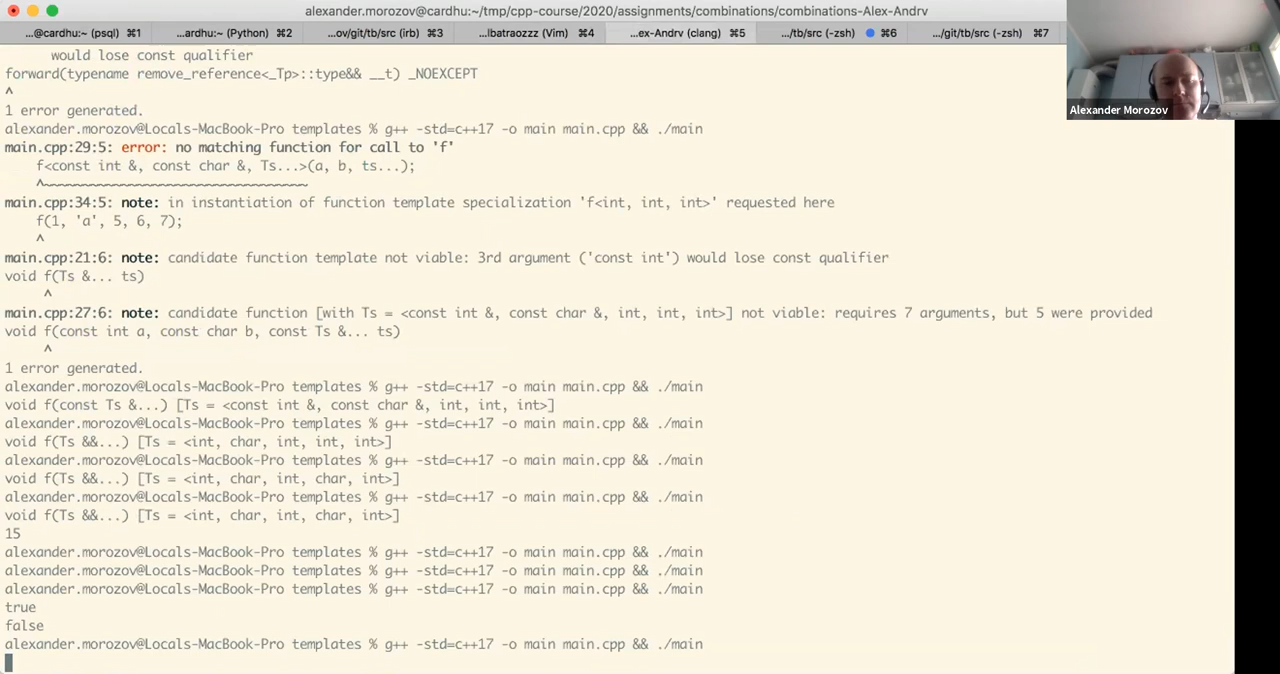 alexander.morozov@cardhu:~/tmp/cpp-course/2020/assignments/combinations/combinations-Alex-Andrv
...@cardhu:~ (psql) ⌘1 ...ardhu:~ (Python) ⌘2 ...ov/git/tb/src (irb) ⌘3 ...lbatraozzz (Vim) ⌘4 ...ex-Andrv (clang) ⌘5 .../tb/src (-zsh) ⌘6 .../git/tb/src (-zsh) ⌘7
would lose const qualifier
forward(typename remove_reference<_Tp>::type&& __t) _NOEXCEPT
^
1 error generated.
alexander.morozov@Locals-MacBook-Pro templates % g++ -std=c++17 -o main main.cpp && ./main
main.cpp:29:5: error: no matching function for call to 'f'
f<const int &, const char &, Ts...>(a, b, ts...);
^~~~~~~~~~~~~~~~~~~~~~~~~~~~~~~~~~~
main.cpp:34:5: note: in instantiation of function template specialization 'f<int, int, int>' requested here
f(1, 'a', 5, 6, 7);
^
main.cpp:21:6: note: candidate function template not viable: 3rd argument ('const int') would lose const qualifier
void f(Ts &... ts)
^
main.cpp:27:6: note: candidate function [with Ts = <const int &, const char &, int, int, int>] not viable: requires 7 arguments, but 5 were provided
void f(const int a, const char b, const Ts &... ts)
^
1 error generated.
alexander.morozov@Locals-MacBook-Pro templates % g++ -std=c++17 -o main main.cpp && ./main
void f(const Ts &...) [Ts = <const int &, const char &, int, int, int>]
alexander.morozov@Locals-MacBook-Pro templates % g++ -std=c++17 -o main main.cpp && ./main
void f(Ts &&...) [Ts = <int, char, int, int, int>]
alexander.morozov@Locals-MacBook-Pro templates % g++ -std=c++17 -o main main.cpp && ./main
void f(Ts &&...) [Ts = <int, char, int, char, int>]
alexander.morozov@Locals-MacBook-Pro templates % g++ -std=c++17 -o main main.cpp && ./main
void f(Ts &&...) [Ts = <int, char, int, char, int>]
15
alexander.morozov@Locals-MacBook-Pro templates % g++ -std=c++17 -o main main.cpp && ./main
alexander.morozov@Locals-MacBook-Pro templates % g++ -std=c++17 -o main main.cpp && ./main
alexander.morozov@Locals-MacBook-Pro templates % g++ -std=c++17 -o main main.cpp && ./main
true
false
alexander.morozov@Locals-MacBook-Pro templates % g++ -std=c++17 -o main main.cpp && ./main
Alexander Morozov